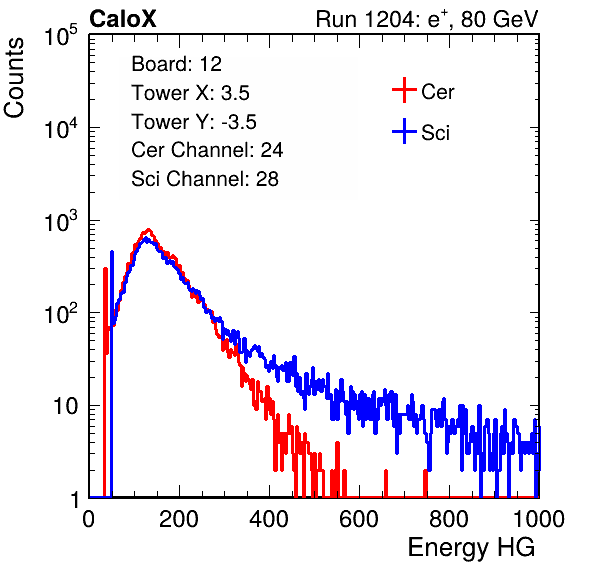 CaloX Run 1204: e⁺, 80 GeV
Counts
Board: 12
Tower X: 3.5
Tower Y: -3.5
Cer Channel: 24
Sci Channel: 28
Cer
Sci
10⁵
10⁴
10³
10²
10
1
0 200 400 600 800 1000
Energy HG